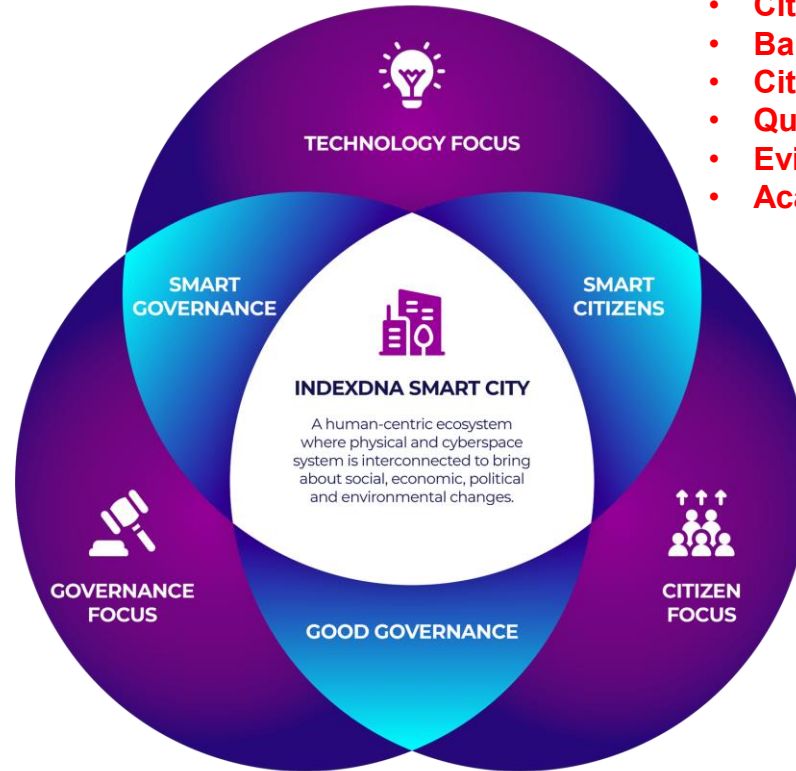 TECHNOLOGY FOCUS
SMART
GOVERNANCE
SMART
CITIZENS
INDEXDNA SMART CITY
A human-centric ecosystem
where physical and cyberspace
system is interconnected to bring
about social, economic, political
and environmental changes.
GOVERNANCE
FOCUS
CITIZEN
FOCUS
GOOD GOVERNANCE